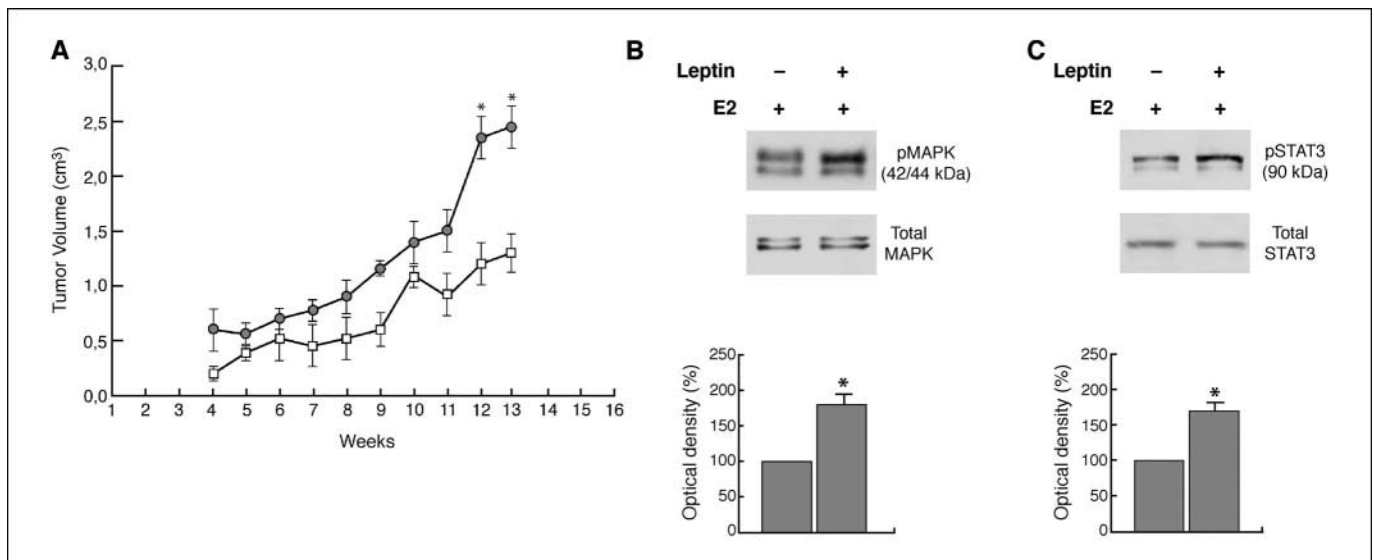 A
3,0
2,5
2,0
1,5
1,0
0,5
0,0
Tumor Volume (cm³)
* *
1 2 3 4 5 6 7 8 9 10 11 12 13 14 15 16
Weeks
B
Leptin – +
E2 + +
pMAPK
(42/44 kDa)
Total
MAPK
250
200
150
100
50
0
Optical density (%)
*
C
Leptin – +
E2 + +
pSTAT3
(90 kDa)
Total
STAT3
250
200
150
100
50
0
Optical density (%)
*